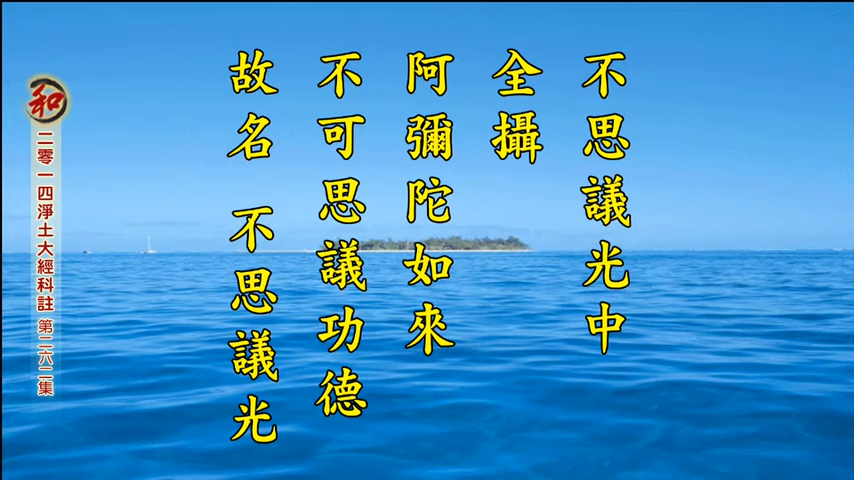 不思議光中
全攝
阿彌陀如來
不可思議功德
故名 不思議光
和
二零一四淨土大經科註 第二六二集